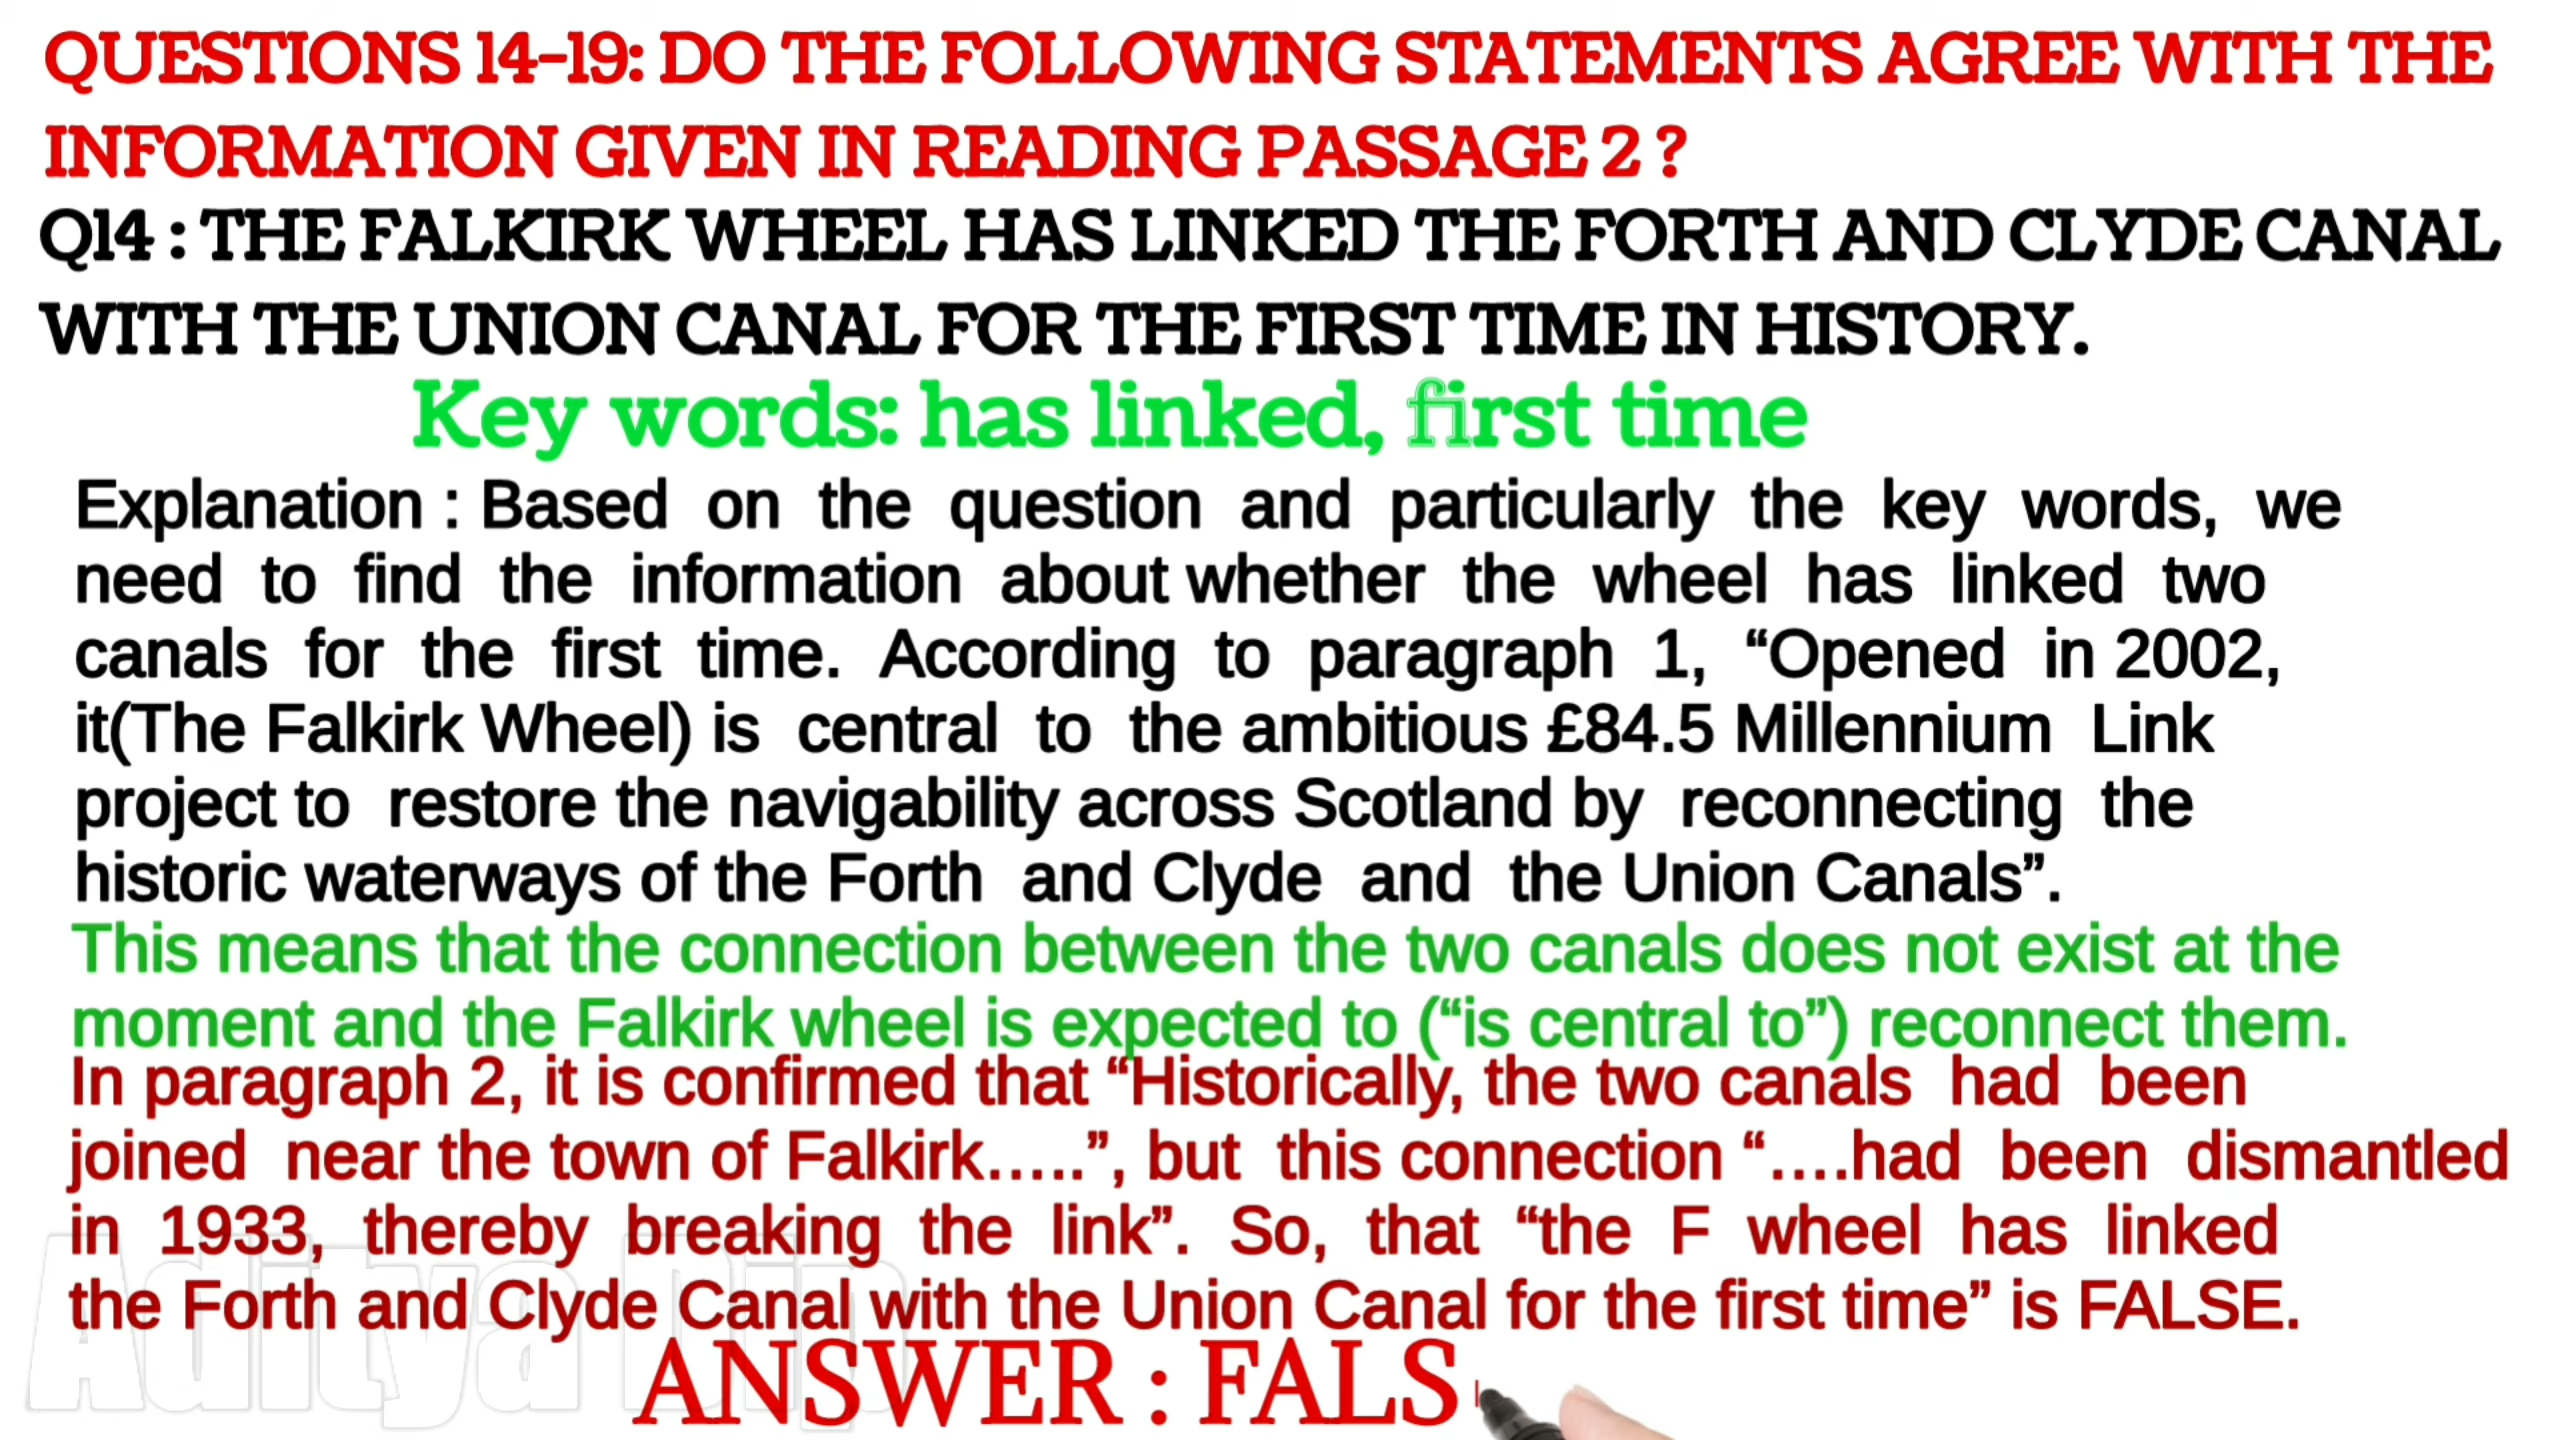 QUESTIONS 14-19: DO THE FOLLOWING STATEMENTS AGREE WITH THE
INFORMATION GIVEN IN READING PASSAGE 2 ?
Q14 : THE FALKIRK WHEEL HAS LINKED THE FORTH AND CLYDE CANAL
WITH THE UNION CANAL FOR THE FIRST TIME IN HISTORY.
Key words: has linked, first time
Explanation : Based on the question and particularly the key words, we
need to find the information about whether the wheel has linked two
canals for the first time. According to paragraph 1, “Opened in 2002,
it(The Falkirk Wheel) is central to the ambitious £84.5 Millennium Link
project to restore the navigability across Scotland by reconnecting the
historic waterways of the Forth and Clyde and the Union Canals”.
This means that the connection between the two canals does not exist at the
moment and the Falkirk wheel is expected to (“is central to”) reconnect them.
In paragraph 2, it is confirmed that “Historically, the two canals had been
joined near the town of Falkirk…..”, but this connection “….had been dismantled
in 1933, thereby breaking the link”. So, that “the F wheel has linked
the Forth and Clyde Canal with the Union Canal for the first time” is FALSE.
Aditya Dip
ANSWER : FALS